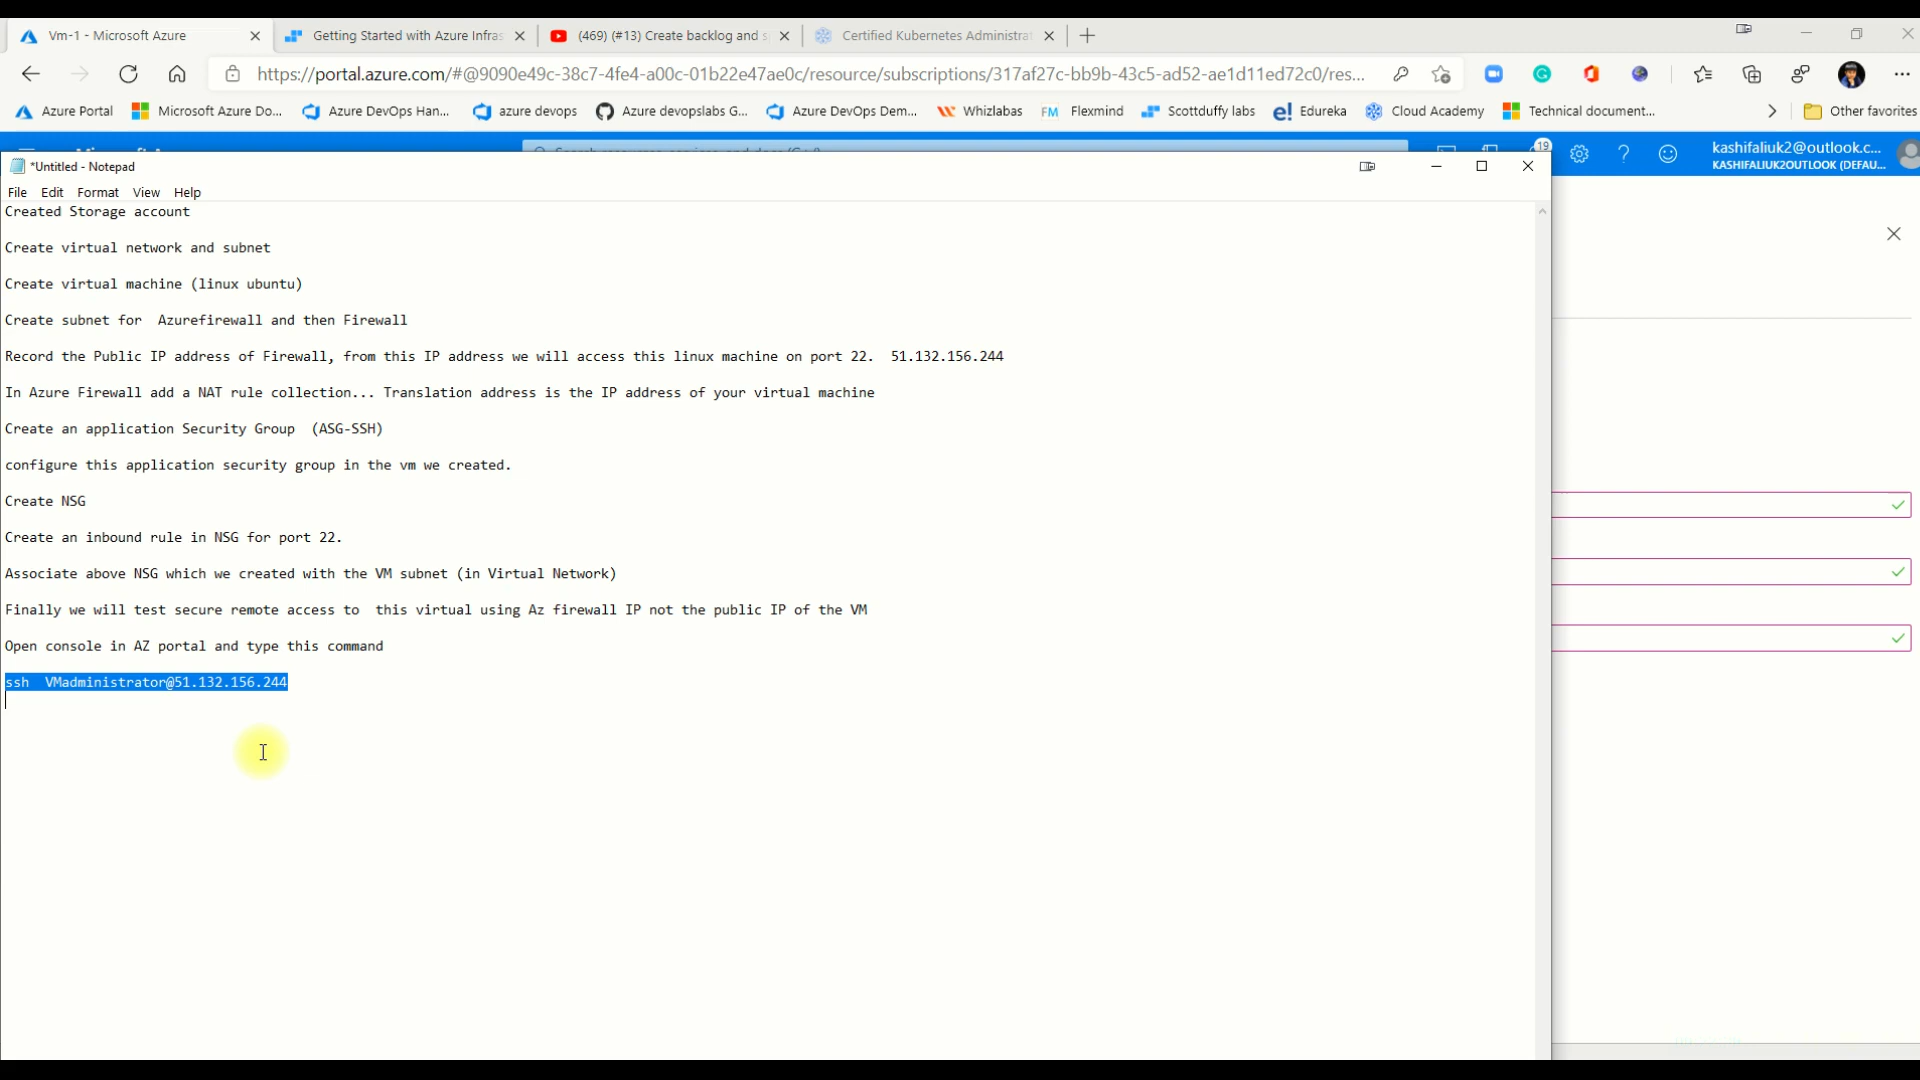 Vm-1 - Microsoft Azure
Getting Started with Azure Infras
(469) (#13) Create backlog and s
Certified Kubernetes Administrat
https://portal.azure.com/#@9090e49c-38c7-4fe4-a00c-01b22e47ae0c/resource/subscriptions/317af27c-bb9b-43c5-ad52-ae1d11ed72c0/res...
Azure Portal
Microsoft Azure Do...
Azure DevOps Han...
azure devops
Azure devopslabs G...
Azure DevOps Dem...
Whizlabas
FM Flexmind
Scottduffy labs
e! Edureka
Cloud Academy
Technical document...
Other favorites
19
kashifaliuk2@outlook.c...
KASHIFALIUK2OUTLOOK (DEFAU...
*Untitled - Notepad
File Edit Format View Help
Created Storage account
Create virtual network and subnet
Create virtual machine (linux ubuntu)
Create subnet for  Azurefirewall and then Firewall
Record the Public IP address of Firewall, from this IP address we will access this linux machine on port 22.  51.132.156.244
In Azure Firewall add a NAT rule collection... Translation address is the IP address of your virtual machine
Create an application Security Group  (ASG-SSH)
configure this application security group in the vm we created.
Create NSG
Create an inbound rule in NSG for port 22.
Associate above NSG which we created with the VM subnet (in Virtual Network)
Finally we will test secure remote access to  this virtual using Az firewall IP not the public IP of the VM
Open console in AZ portal and type this command
ssh  VMadministrator@51.132.156.244